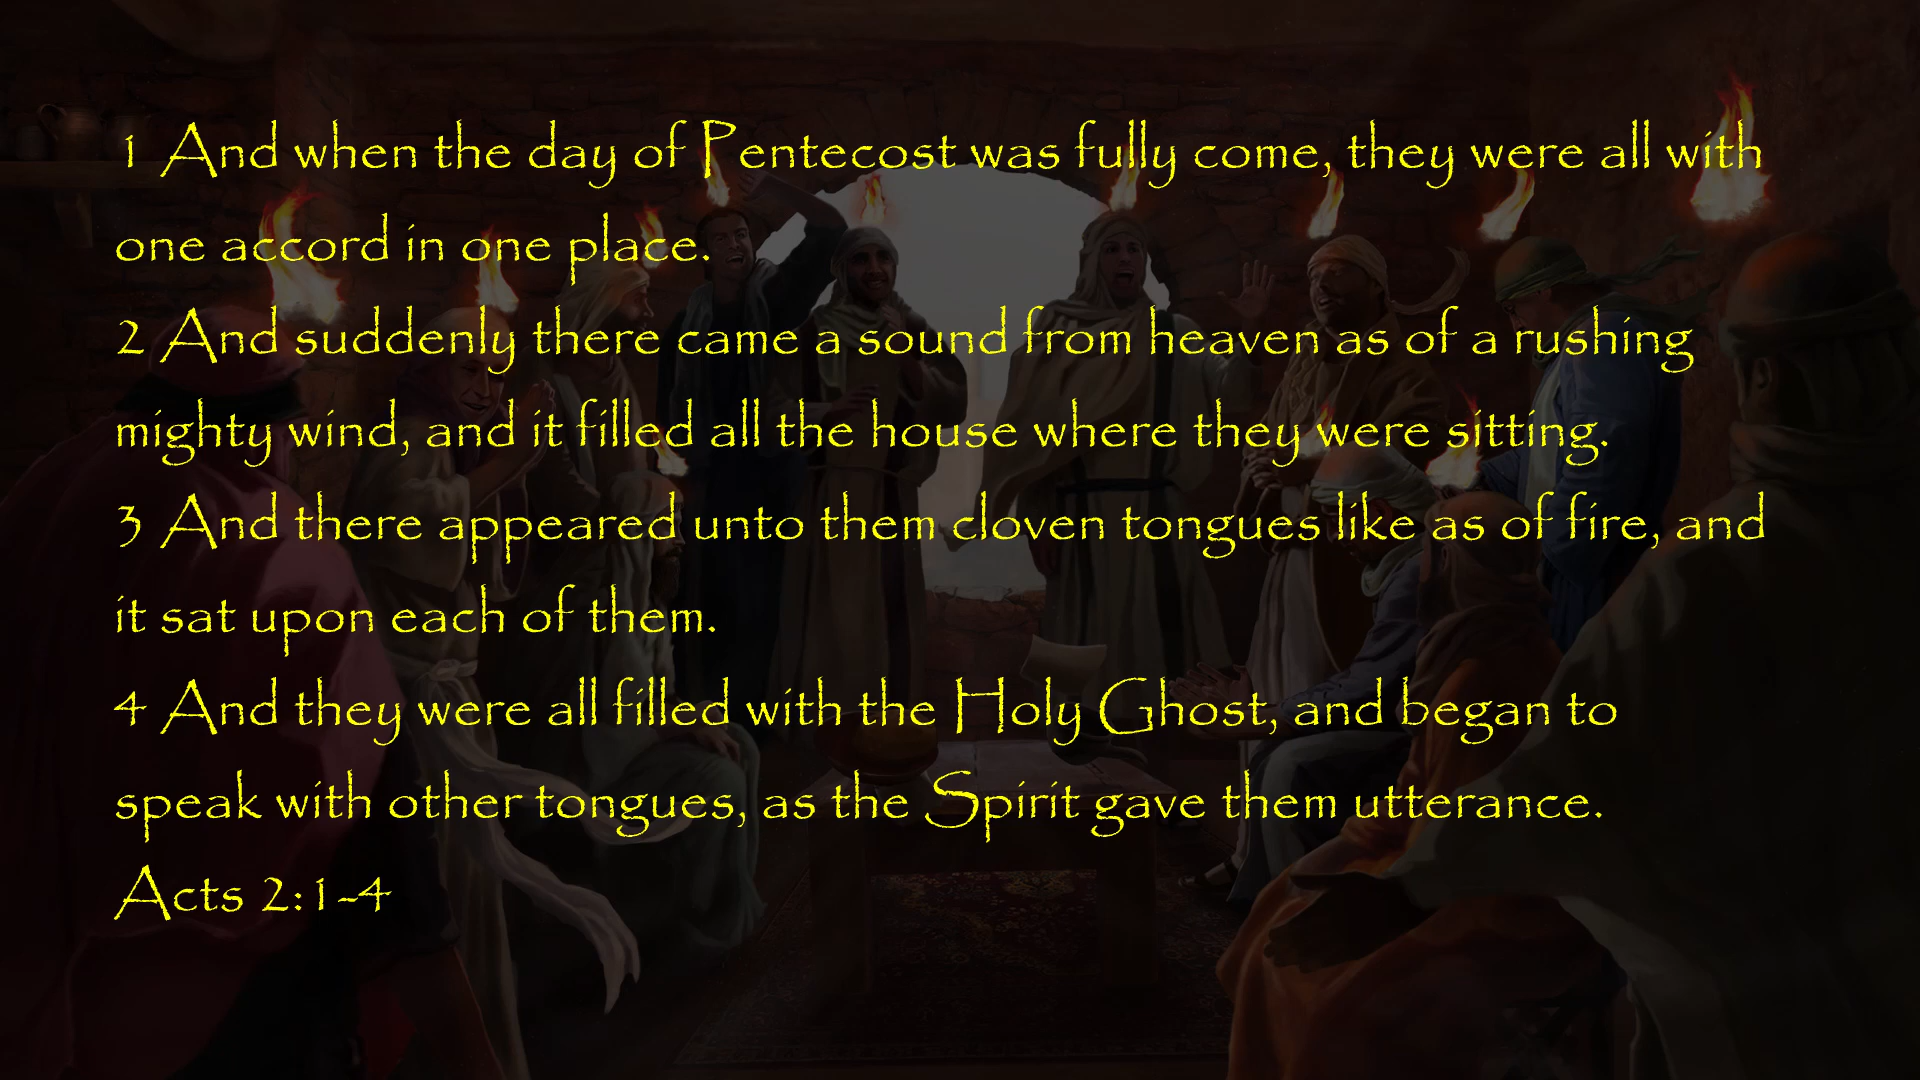 1 And when the day of Pentecost was fully come, they were all with
one accord in one place.
2 And suddenly there came a sound from heaven as of a rushing
mighty wind, and it filled all the house where they were sitting.
3 And there appeared unto them cloven tongues like as of fire, and
it sat upon each of them.
4 And they were all filled with the Holy Ghost, and began to
speak with other tongues, as the Spirit gave them utterance.
Acts 2:1-4